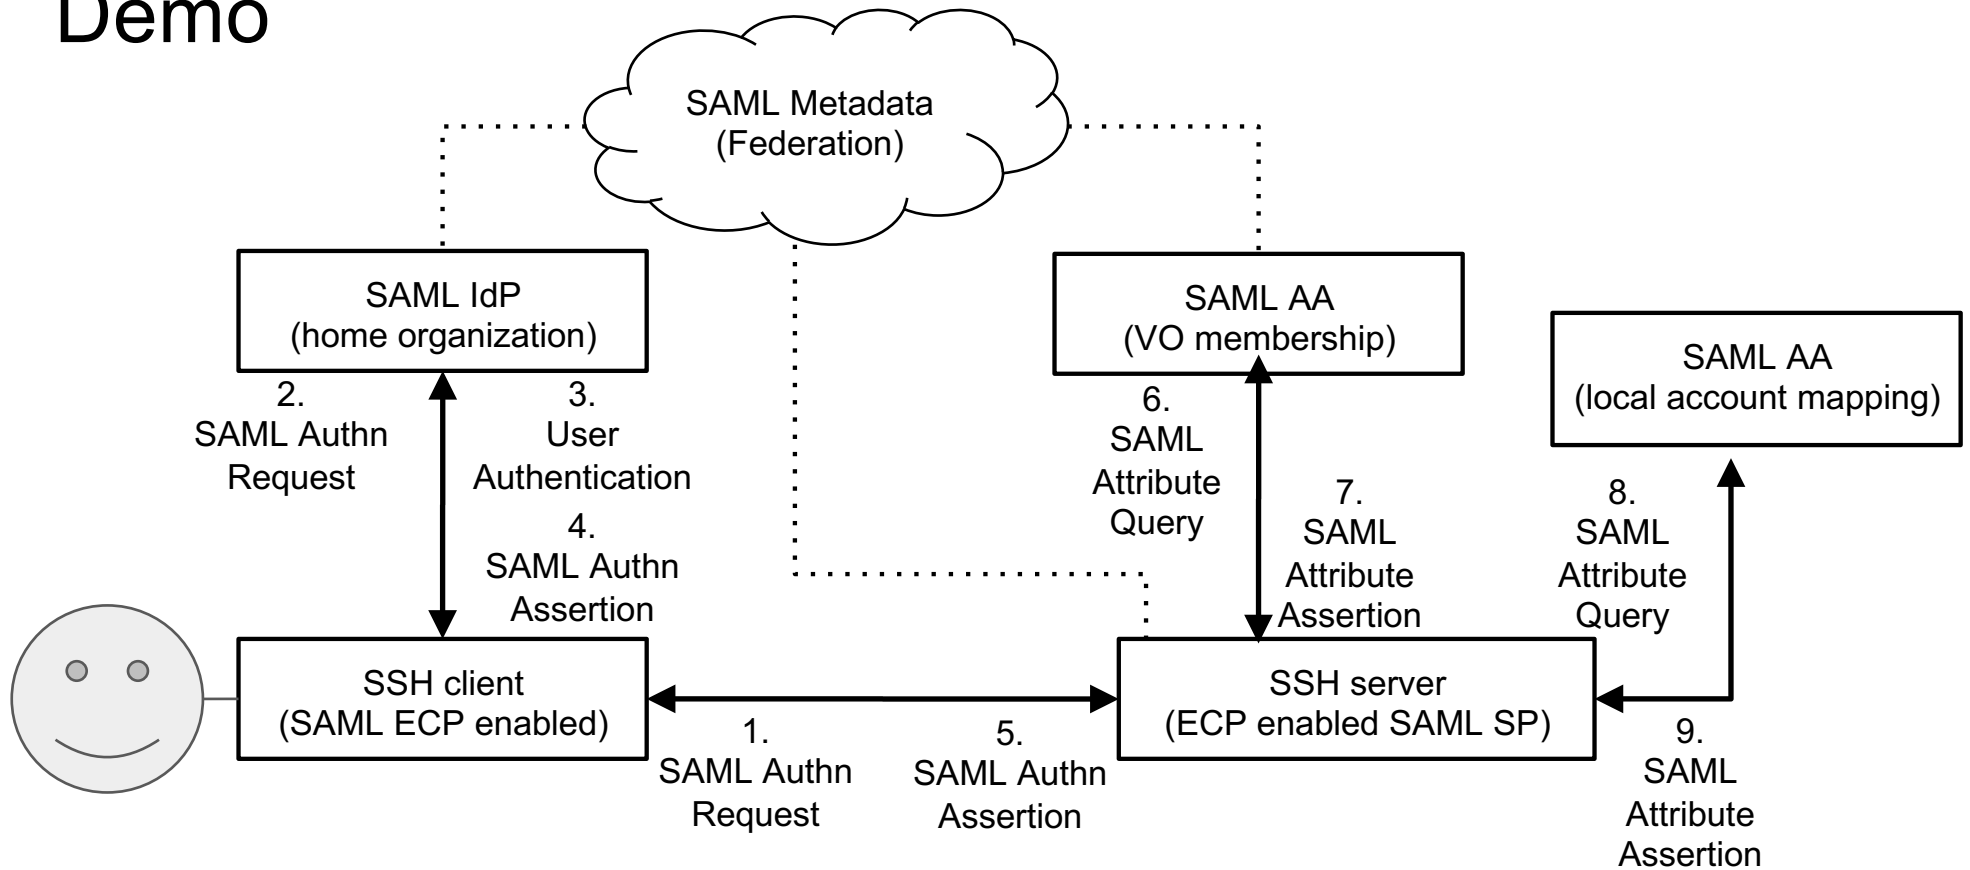 Demo
SAML Metadata
(Federation)
SAML IdP
(home organization)
SAML AA
(VO membership)
SAML AA
(local account mapping)
2.
SAML Authn
Request
3.
User
Authentication
4.
SAML Authn
Assertion
6.
SAML
Attribute
Query
7.
SAML
Attribute
Assertion
8.
SAML
Attribute
Query
SSH client
(SAML ECP enabled)
SSH server
(ECP enabled SAML SP)
1.
SAML Authn
Request
5.
SAML Authn
Assertion
9.
SAML
Attribute
Assertion